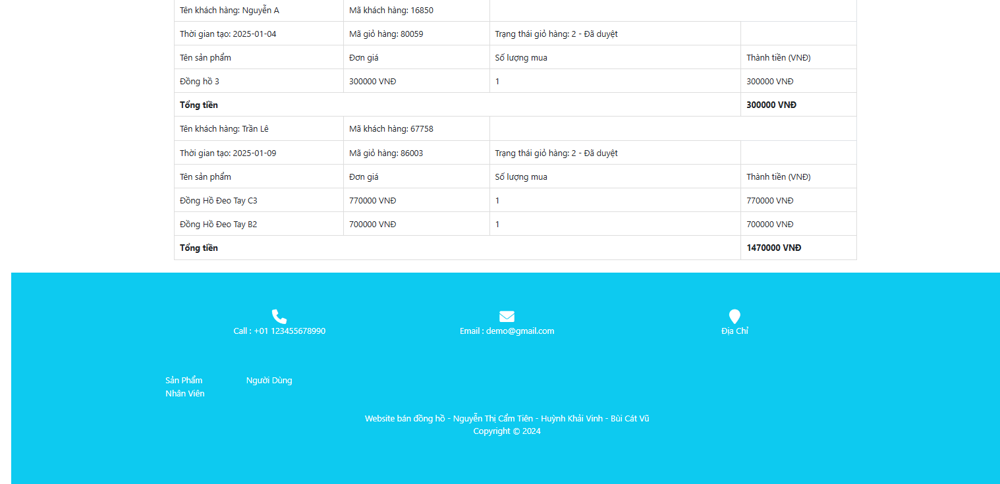 Tên khách hàng: Nguyễn A Mã khách hàng: 16850
Thời gian tạo: 2025-01-04 Mã giỏ hàng: 80059 Trạng thái giỏ hàng: 2 - Đã duyệt
Tên sản phẩm Đơn giá Số lượng mua Thành tiền (VNĐ)
Đồng hồ 3 300000 VNĐ 1 300000 VNĐ
Tổng tiền 300000 VNĐ
Tên khách hàng: Trần Lê Mã khách hàng: 67758
Thời gian tạo: 2025-01-09 Mã giỏ hàng: 86003 Trạng thái giỏ hàng: 2 - Đã duyệt
Tên sản phẩm Đơn giá Số lượng mua Thành tiền (VNĐ)
Đồng Hồ Đeo Tay C3 770000 VNĐ 1 770000 VNĐ
Đồng Hồ Đeo Tay B2 700000 VNĐ 1 700000 VNĐ
Tổng tiền 1470000 VNĐ
Call : +01 123455678990 Email : demo@gmail.com Địa Chỉ
Sản Phẩm Người Dùng
Nhân Viên
Website bán đồng hồ - Nguyễn Thị Cẩm Tiên - Huỳnh Khải Vinh - Bùi Cát Vũ
Copyright © 2024